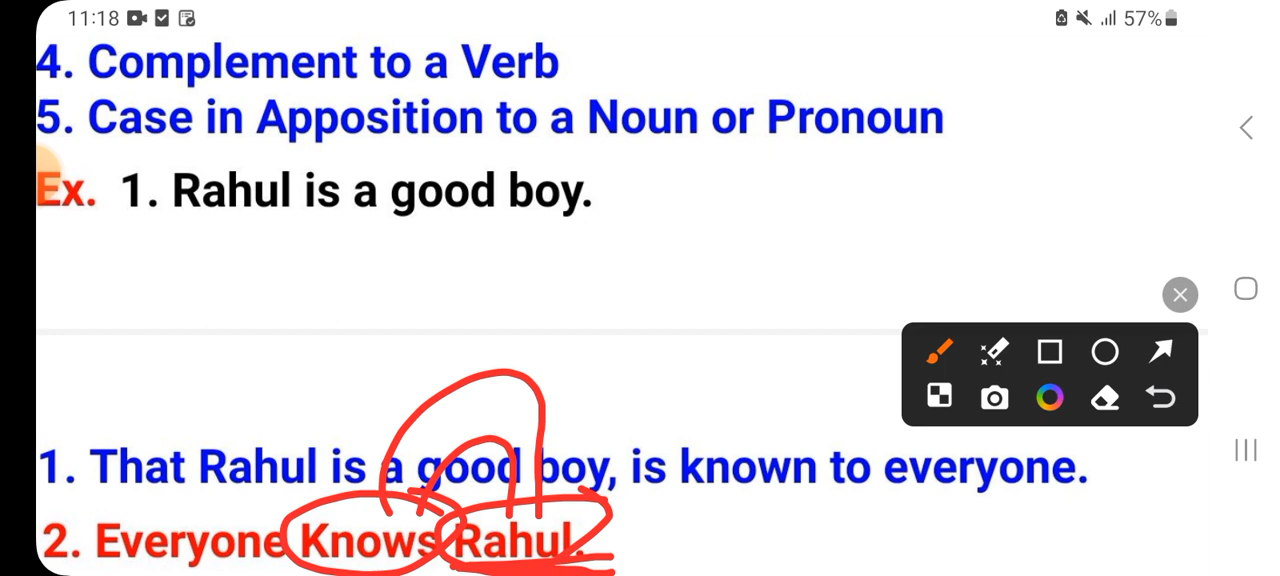 11:18 57%
4. Complement to a Verb
5. Case in Apposition to a Noun or Pronoun
Ex. 1. Rahul is a good boy.
1. That Rahul is a good boy, is known to everyone.
2. Everyone Knows Rahul.